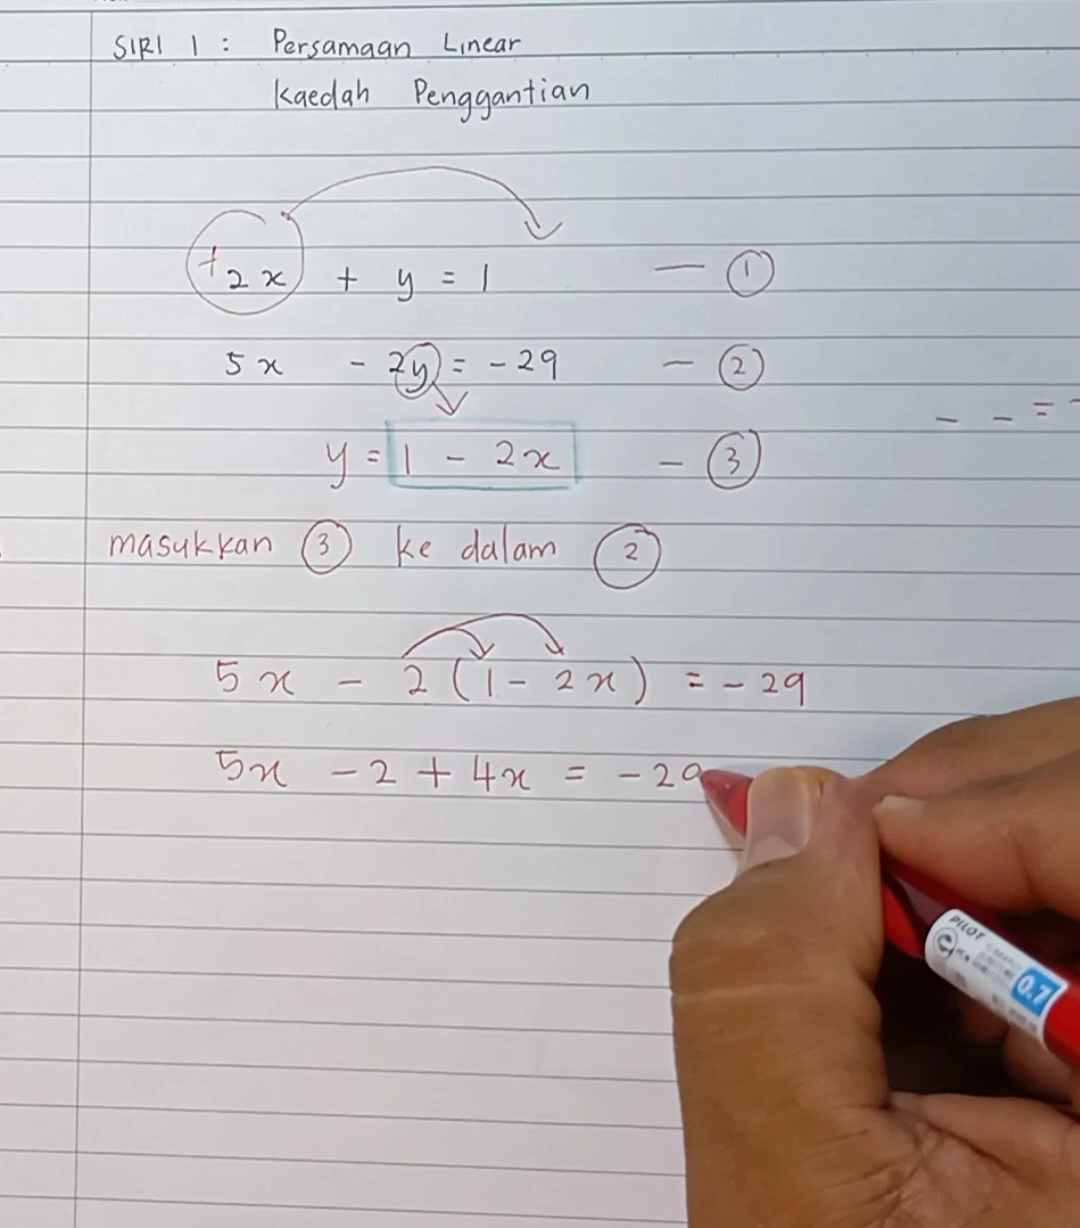 SIRI 1 : Persamaan Linear
Kaedah Penggantian
+2x + y = 1 — ①
5x - 2y = -29 — ②
- - = -
y = 1 - 2x - ③
masukkan ③ ke dalam ②
5x - 2(1 - 2x) = -29
5x - 2 + 4x = -29
PILOT
0.7